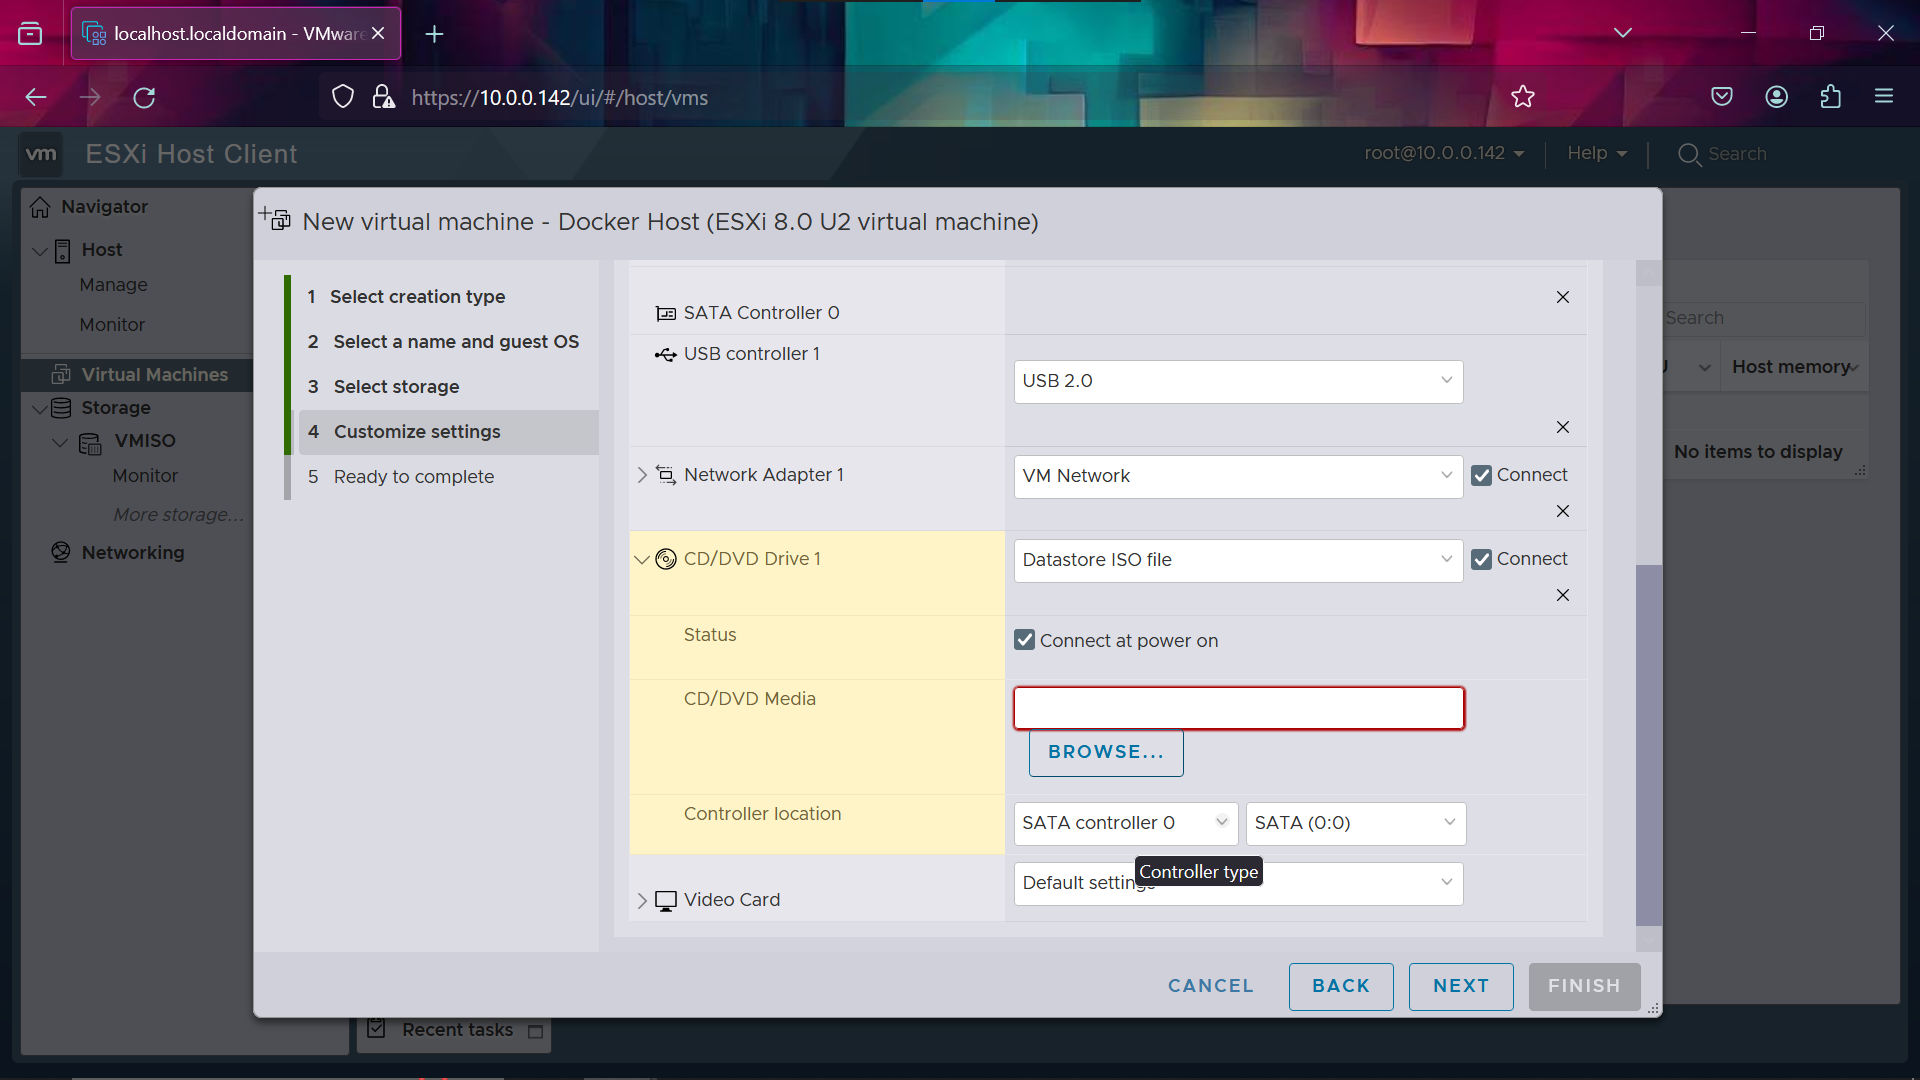 localhost.localdomain - VMware
https://10.0.0.142/ui/#/host/vms
vm ESXi Host Client
root@10.0.0.142
Help
Search
Navigator
Host
Manage
Monitor
Virtual Machines
Storage
VMISO
Monitor
More storage...
Networking
New virtual machine - Docker Host (ESXi 8.0 U2 virtual machine)
1 Select creation type
2 Select a name and guest OS
3 Select storage
4 Customize settings
5 Ready to complete
SATA Controller 0
USB controller 1
USB 2.0
Network Adapter 1
VM Network
Connect
CD/DVD Drive 1
Datastore ISO file
Connect
Status
Connect at power on
CD/DVD Media
BROWSE...
Controller location
SATA controller 0
SATA (0:0)
Controller type
Video Card
Default settings
CANCEL
BACK
NEXT
FINISH
Search
Host memory
No items to display
Recent tasks